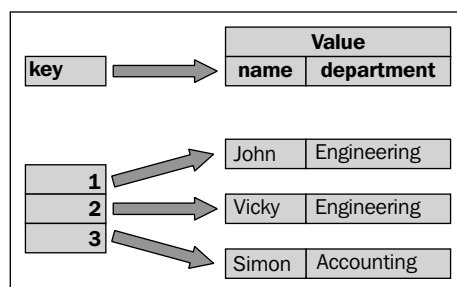 Value
key
name department
John Engineering
1
2
Vicky Engineering
3
Simon Accounting